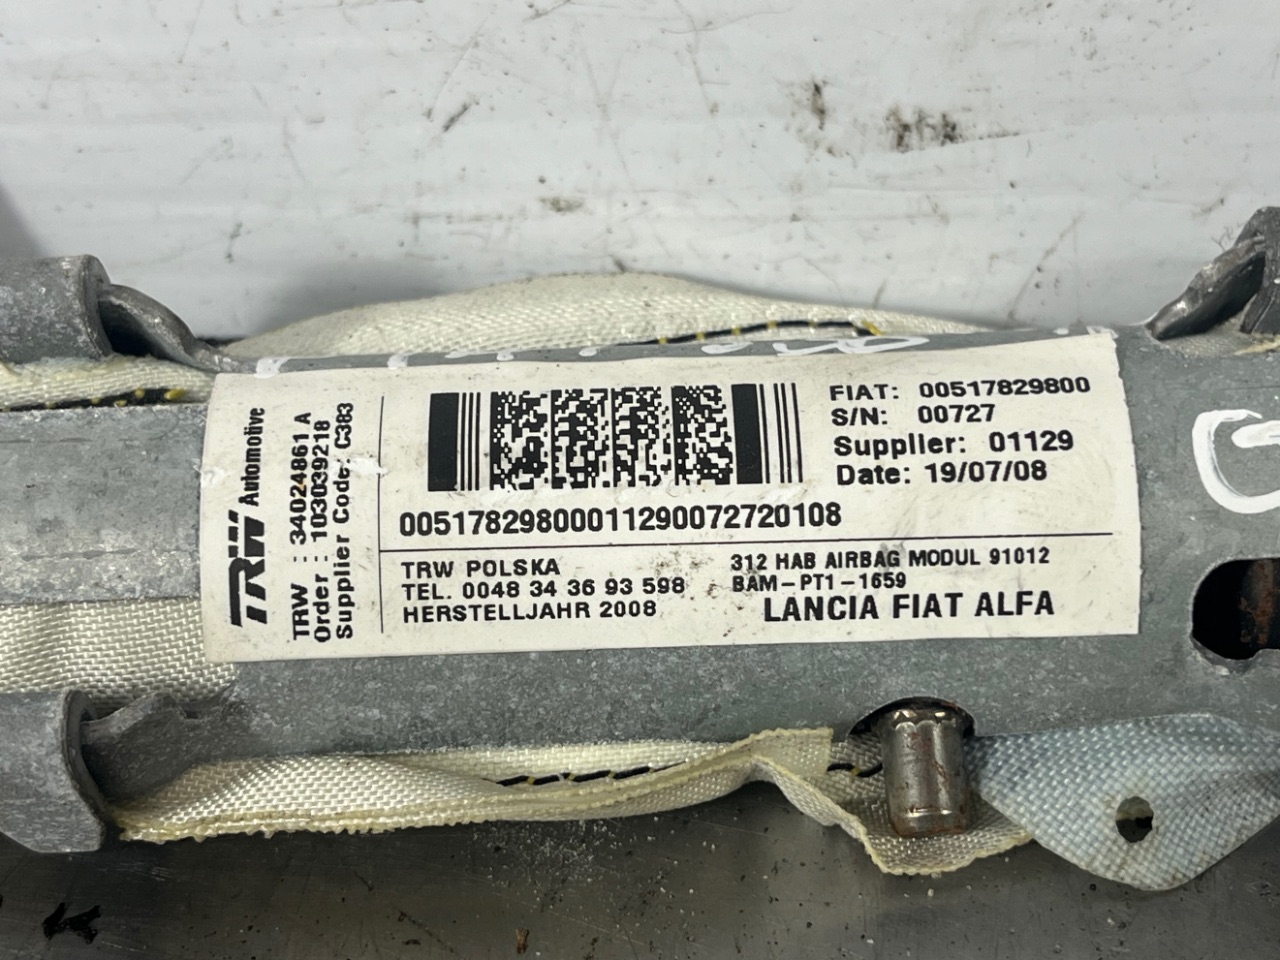 TRW Automotive
TRW : 34024861 A
Order : 1030039218
Supplier Code: C383
FIAT: 00517829800
S/N: 00727
Supplier: 01129
Date: 19/07/08
00517829800011290072720108
TRW POLSKA
TEL. 0048 34 36 93 598
HERSTELLJAHR 2008
312 HAB AIRBAG MODUL 91012
BAM-PT1-1659
LANCIA FIAT ALFA